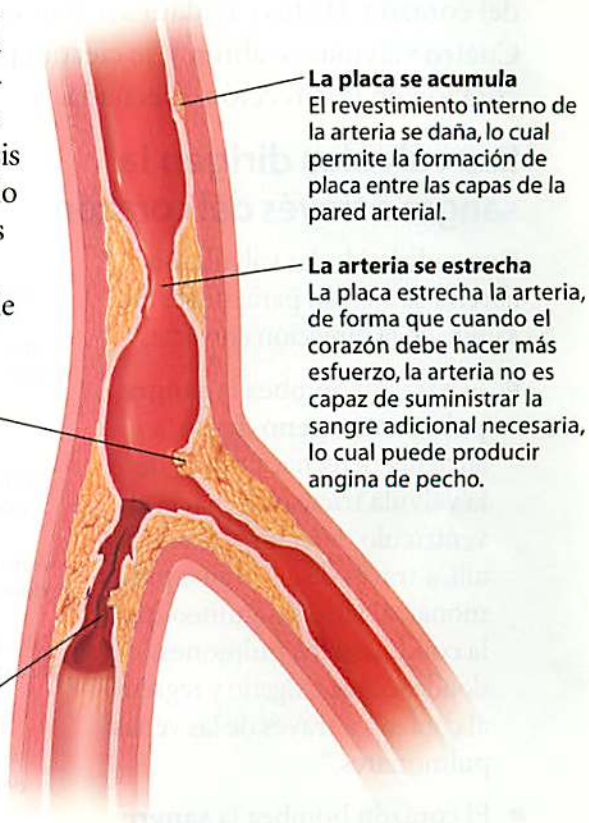 La placa se acumula
El revestimiento interno de
la arteria se daña, lo cual
permite la formación de
placa entre las capas de la
pared arterial.
La arteria se estrecha
La placa estrecha la arteria,
de forma que cuando el
corazón debe hacer más
esfuerzo, la arteria no es
capaz de suministrar la
sangre adicional necesaria,
lo cual puede producir
angina de pecho.